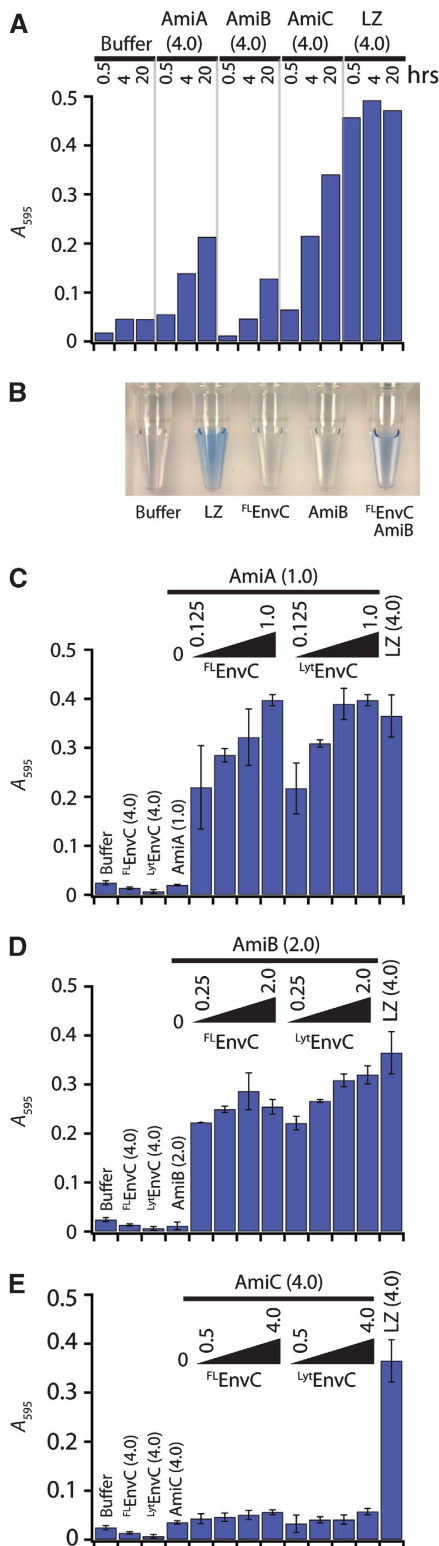 A
AmiA AmiB AmiC LZ
Buffer (4.0) (4.0) (4.0) (4.0)
0.5 4 20 0.5 4 20 0.5 4 20 0.5 4 20 0.5 4 20 hrs
0.5
0.4
0.3
0.2
0.1
0
A595
B
Buffer LZ FLEnvC AmiB FLEnvC
AmiB
C
AmiA (1.0)
0 0.125 1.0 0.125 1.0 LZ (4.0)
FLEnvC LytEnvC
0.5
0.4
0.3
0.2
0.1
0
A595
Buffer
FLEnvC (4.0)
LytEnvC (4.0)
AmiA (1.0)
D
AmiB (2.0)
0 0.25 2.0 0.25 2.0 LZ (4.0)
FLEnvC LytEnvC
0.5
0.4
0.3
0.2
0.1
0
A595
Buffer
FLEnvC (4.0)
LytEnvC (4.0)
AmiB (2.0)
E
AmiC (4.0)
0 0.5 4.0 0.5 4.0 LZ (4.0)
FLEnvC LytEnvC
0.5
0.4
0.3
0.2
0.1
0
A595
Buffer
FLEnvC (4.0)
LytEnvC (4.0)
AmiC (4.0)